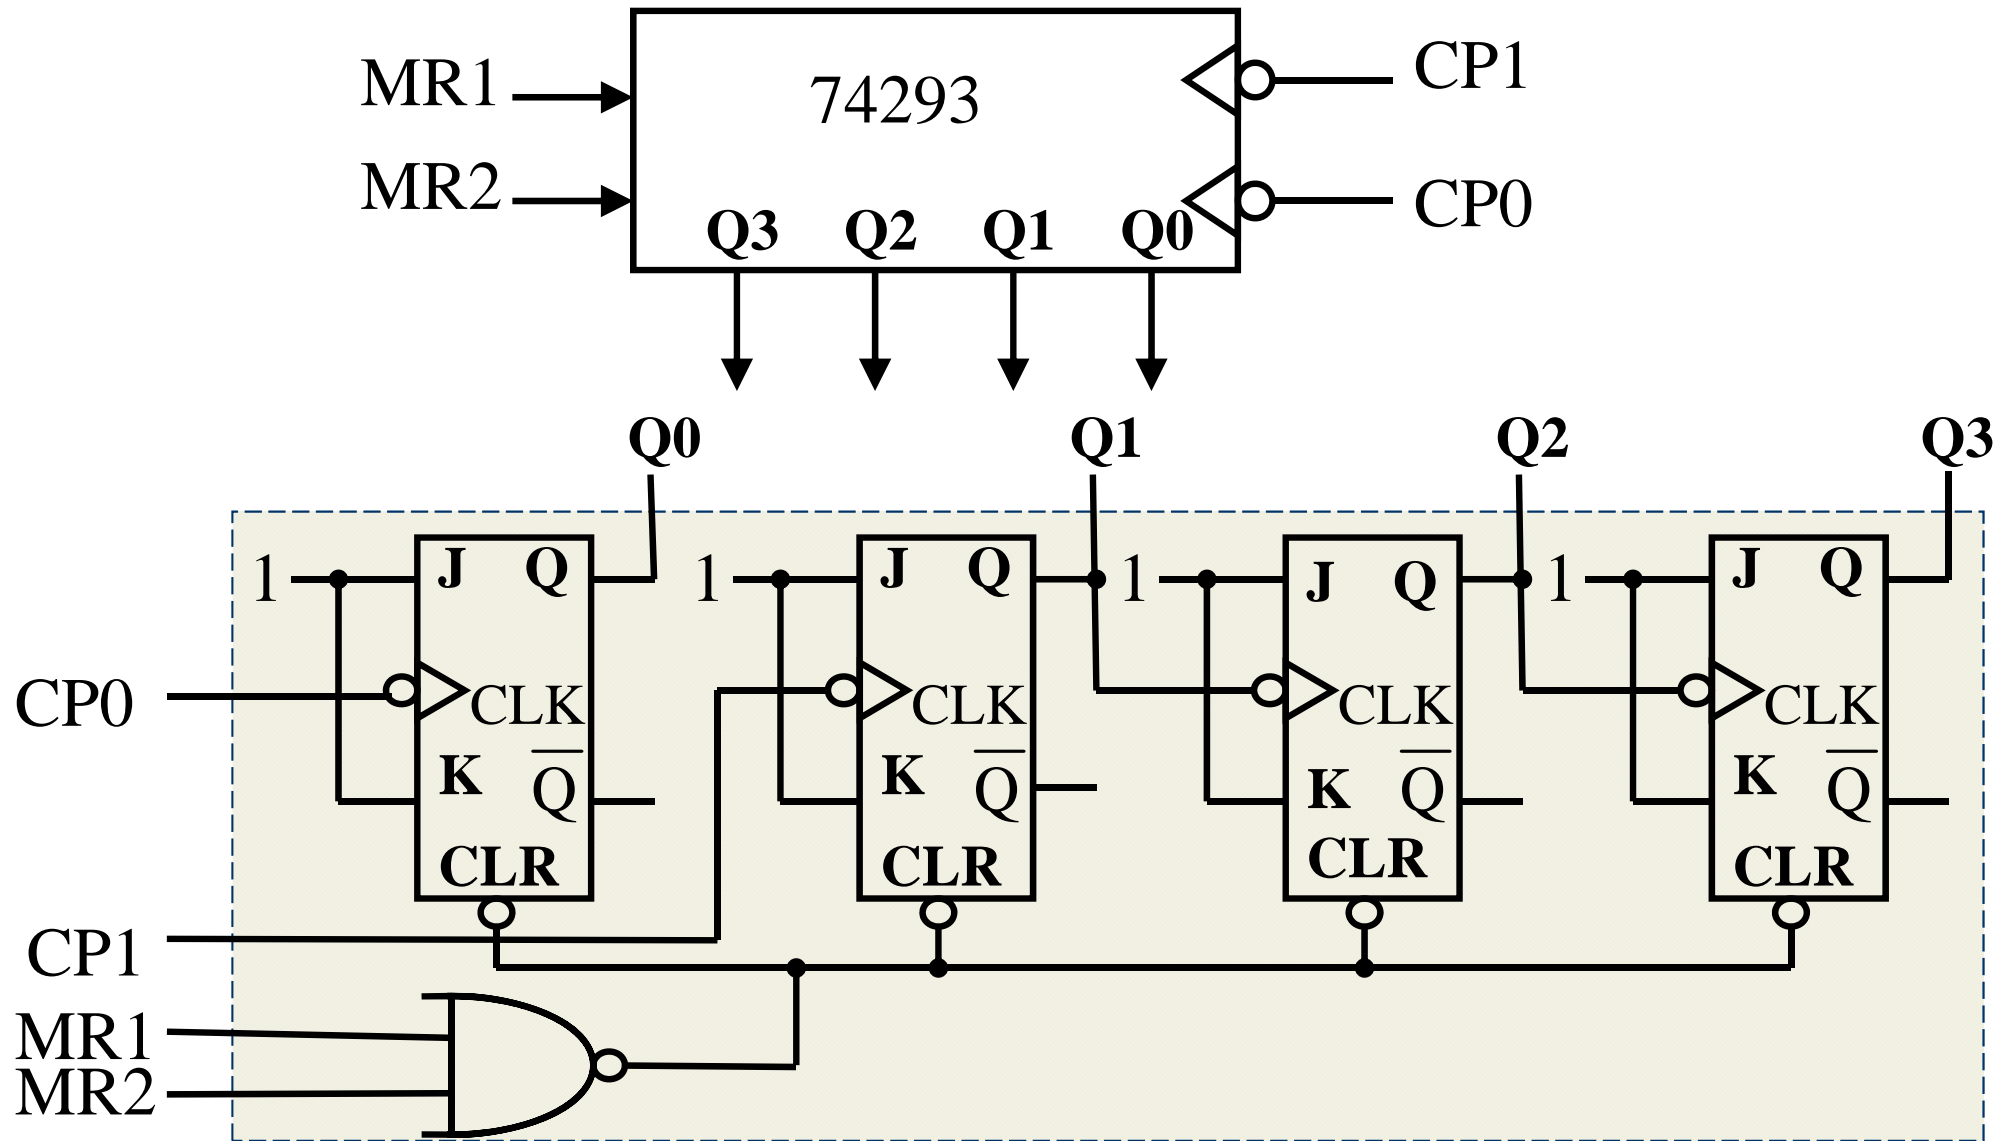 MR1 74293 CP1
MR2 CP0
Q3 Q2 Q1 Q0
Q0 Q1 Q2 Q3
1 J Q 1 J Q 1 J Q 1 J Q
CP0 CLK CLK CLK CLK
K Q̅ K Q̅ K Q̅ K Q̅
CLR CLR CLR CLR
CP1
MR1
MR2